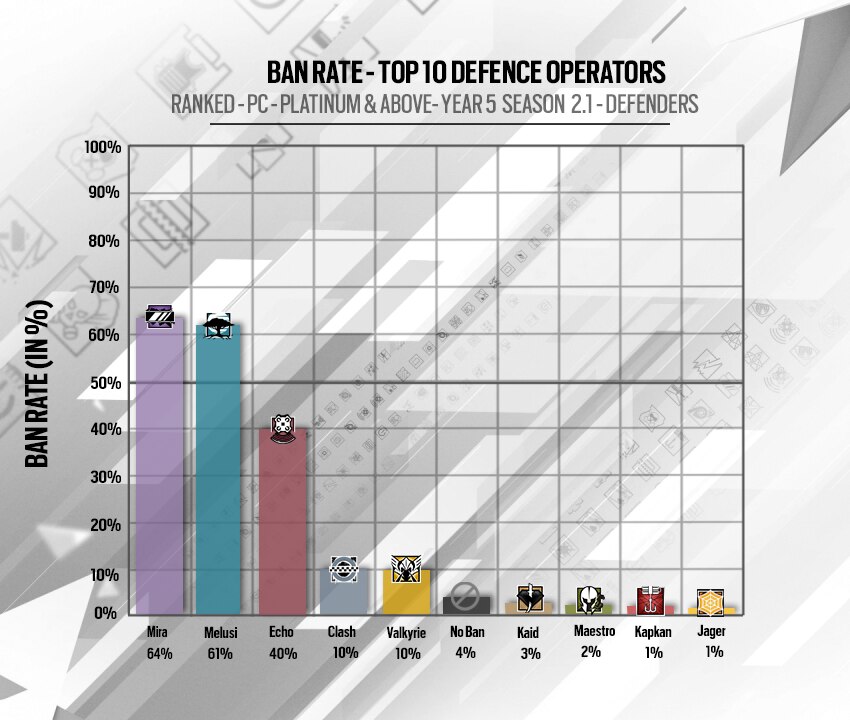 BAN RATE - TOP 10 DEFENCE OPERATORS
RANKED - PC - PLATINUM & ABOVE- YEAR 5 SEASON 2.1 - DEFENDERS
BAN RATE (IN %)
100%
90%
80%
70%
60%
50%
40%
30%
20%
10%
0%
Mira Melusi Echo Clash Valkyrie No Ban Kaid Maestro Kapkan Jager
64% 61% 40% 10% 10% 4% 3% 2% 1% 1%